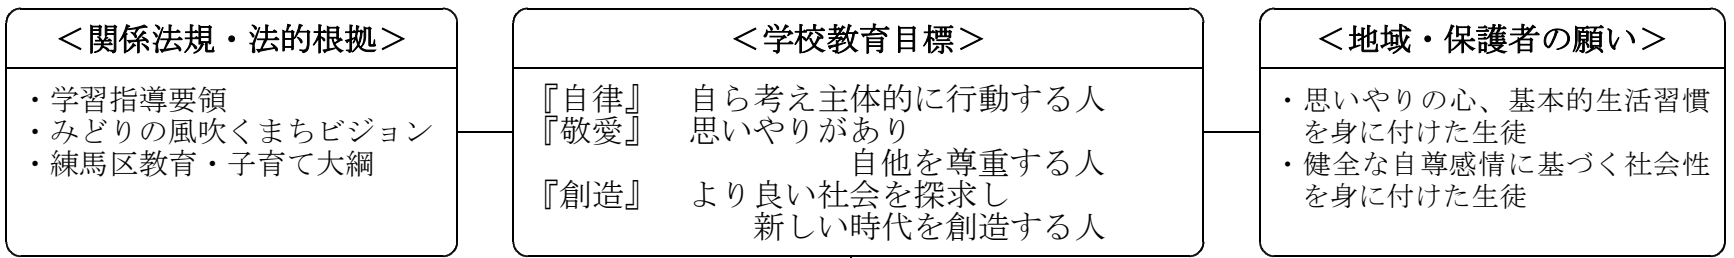 ＜関係法規・法的根拠＞
・学習指導要領
・みどりの風吹くまちビジョン
・練馬区教育・子育て大綱
＜学校教育目標＞
『自律』　自ら考え主体的に行動する人
『敬愛』　思いやりがあり
自他を尊重する人
『創造』　より良い社会を探求し
新しい時代を創造する人
＜地域・保護者の願い＞
・思いやりの心、基本的生活習慣
を身に付けた生徒
・健全な自尊感情に基づく社会性
を身に付けた生徒